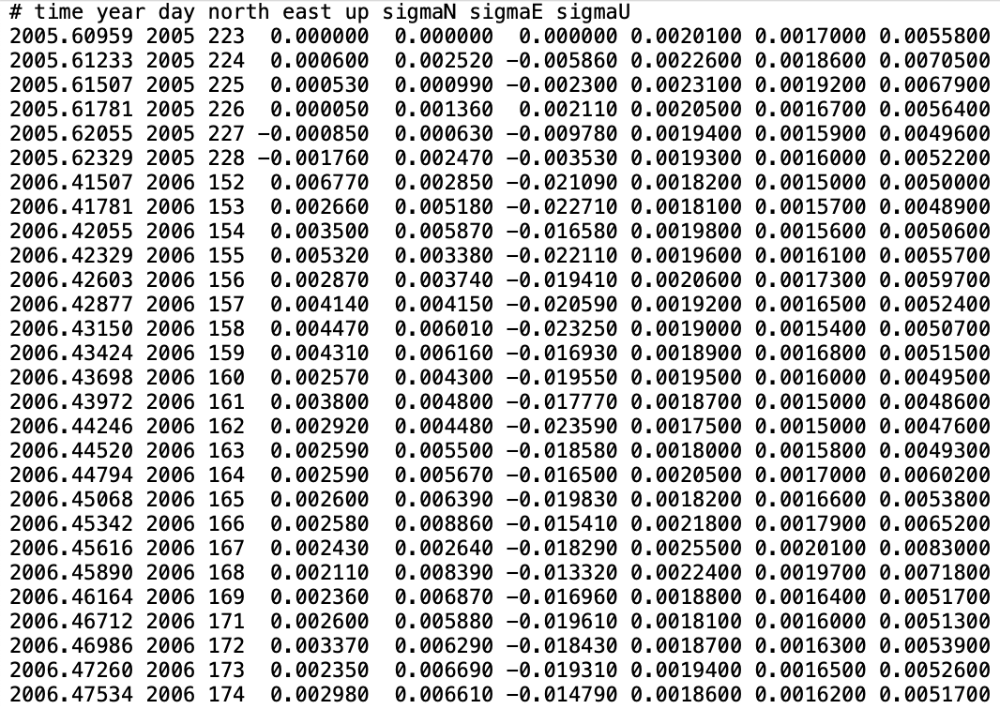 # time year day north east up sigmaN sigmaE sigmaU
2005.60959 2005 223  0.000000  0.000000  0.000000 0.0020100 0.0017000 0.0055800
2005.61233 2005 224  0.000600  0.002520 −0.005860 0.0022600 0.0018600 0.0070500
2005.61507 2005 225  0.000530  0.000990 −0.002300 0.0023100 0.0019200 0.0067900
2005.61781 2005 226  0.000050  0.001360  0.002110 0.0020500 0.0016700 0.0056400
2005.62055 2005 227 −0.000850  0.000630 −0.009780 0.0019400 0.0015900 0.0049600
2005.62329 2005 228 −0.001760  0.002470 −0.003530 0.0019300 0.0016000 0.0052200
2006.41507 2006 152  0.006770  0.002850 −0.021090 0.0018200 0.0015000 0.0050000
2006.41781 2006 153  0.002660  0.005180 −0.022710 0.0018100 0.0015700 0.0048900
2006.42055 2006 154  0.003500  0.005870 −0.016580 0.0019800 0.0015600 0.0050600
2006.42329 2006 155  0.005320  0.003380 −0.022110 0.0019600 0.0016100 0.0055700
2006.42603 2006 156  0.002870  0.003740 −0.019410 0.0020600 0.0017300 0.0059700
2006.42877 2006 157  0.004140  0.004150 −0.020590 0.0019200 0.0016500 0.0052400
2006.43150 2006 158  0.004470  0.006010 −0.023250 0.0019000 0.0015400 0.0050700
2006.43424 2006 159  0.004310  0.006160 −0.016930 0.0018900 0.0016800 0.0051500
2006.43698 2006 160  0.002570  0.004300 −0.019550 0.0019500 0.0016000 0.0049500
2006.43972 2006 161  0.003800  0.004800 −0.017770 0.0018700 0.0015000 0.0048600
2006.44246 2006 162  0.002920  0.004480 −0.023590 0.0017500 0.0015000 0.0047600
2006.44520 2006 163  0.002590  0.005500 −0.018580 0.0018000 0.0015800 0.0049300
2006.44794 2006 164  0.002590  0.005670 −0.016500 0.0020500 0.0017000 0.0060200
2006.45068 2006 165  0.002600  0.006390 −0.019830 0.0018200 0.0016600 0.0053800
2006.45342 2006 166  0.002580  0.008860 −0.015410 0.0021800 0.0017900 0.0065200
2006.45616 2006 167  0.002430  0.002640 −0.018290 0.0025500 0.0020100 0.0083000
2006.45890 2006 168  0.002110  0.008390 −0.013320 0.0022400 0.0019700 0.0071800
2006.46164 2006 169  0.002360  0.006870 −0.016960 0.0018800 0.0016400 0.0051700
2006.46712 2006 171  0.002600  0.005880 −0.019610 0.0018100 0.0016000 0.0051300
2006.46986 2006 172  0.003370  0.006290 −0.018430 0.0018700 0.0016300 0.0053900
2006.47260 2006 173  0.002350  0.006690 −0.019310 0.0019400 0.0016500 0.0052600
2006.47534 2006 174  0.002980  0.006610 −0.014790 0.0018600 0.0016200 0.0051700